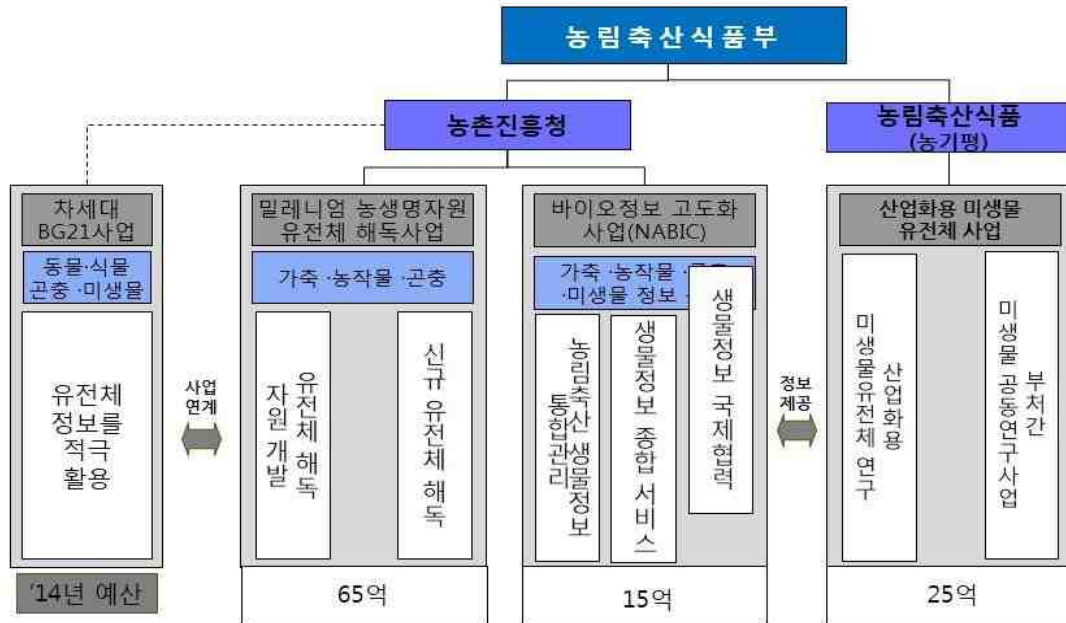 농림축산식품부
농촌진흥청
농림축산식품
(농기평)
차세대
BG21사업
동물·식물
곤충 ·미생물
유전체
정보를
적극
활용
사업
연계
밀레니엄 농생명자원
유전체 해독사업
가축 ·농작물 ·곤충
유전체 해독
자원 개발
신규 유전체 해독
바이오정보 고도화
사업(NABIC)
가축 ·농작물
·미생물 정보
농림축산 생물정보
통합관리
생물정보 종합 서비스
생물정보 국제협력
정보
제공
산업화용 미생물
유전체 사업
산업화용
미생물유전체 연구
부처간
미생물 공동연구사업
'14년 예산
65억
15억
25억